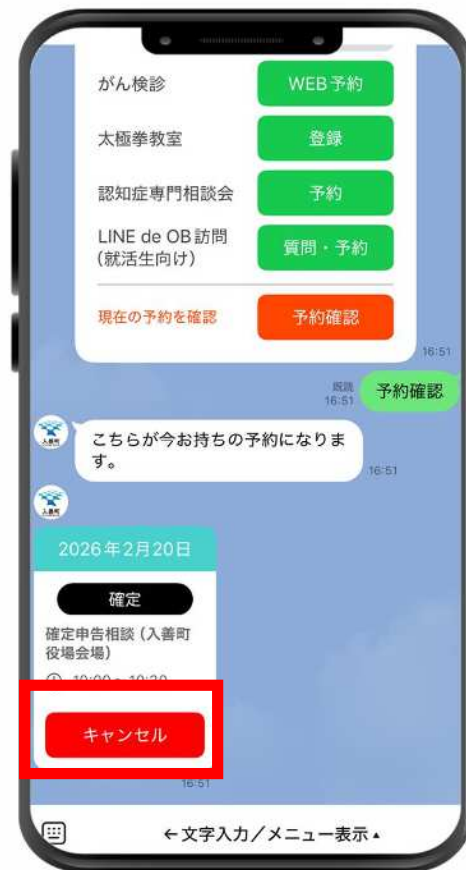 がん検診
WEB予約
太極拳教室
登録
認知症専門相談会
予約
LINE de OB訪問
(就活生向け)
質問・予約
現在の予約を確認
予約確認
16:51
既読
16:51
予約確認
こちらが今お持ちの予約になりま
す。
16:51
2026年2月20日
確定
確定申告相談（入善町
役場会場）
キャンセル
16:51
←文字入力／メニュー表示▲